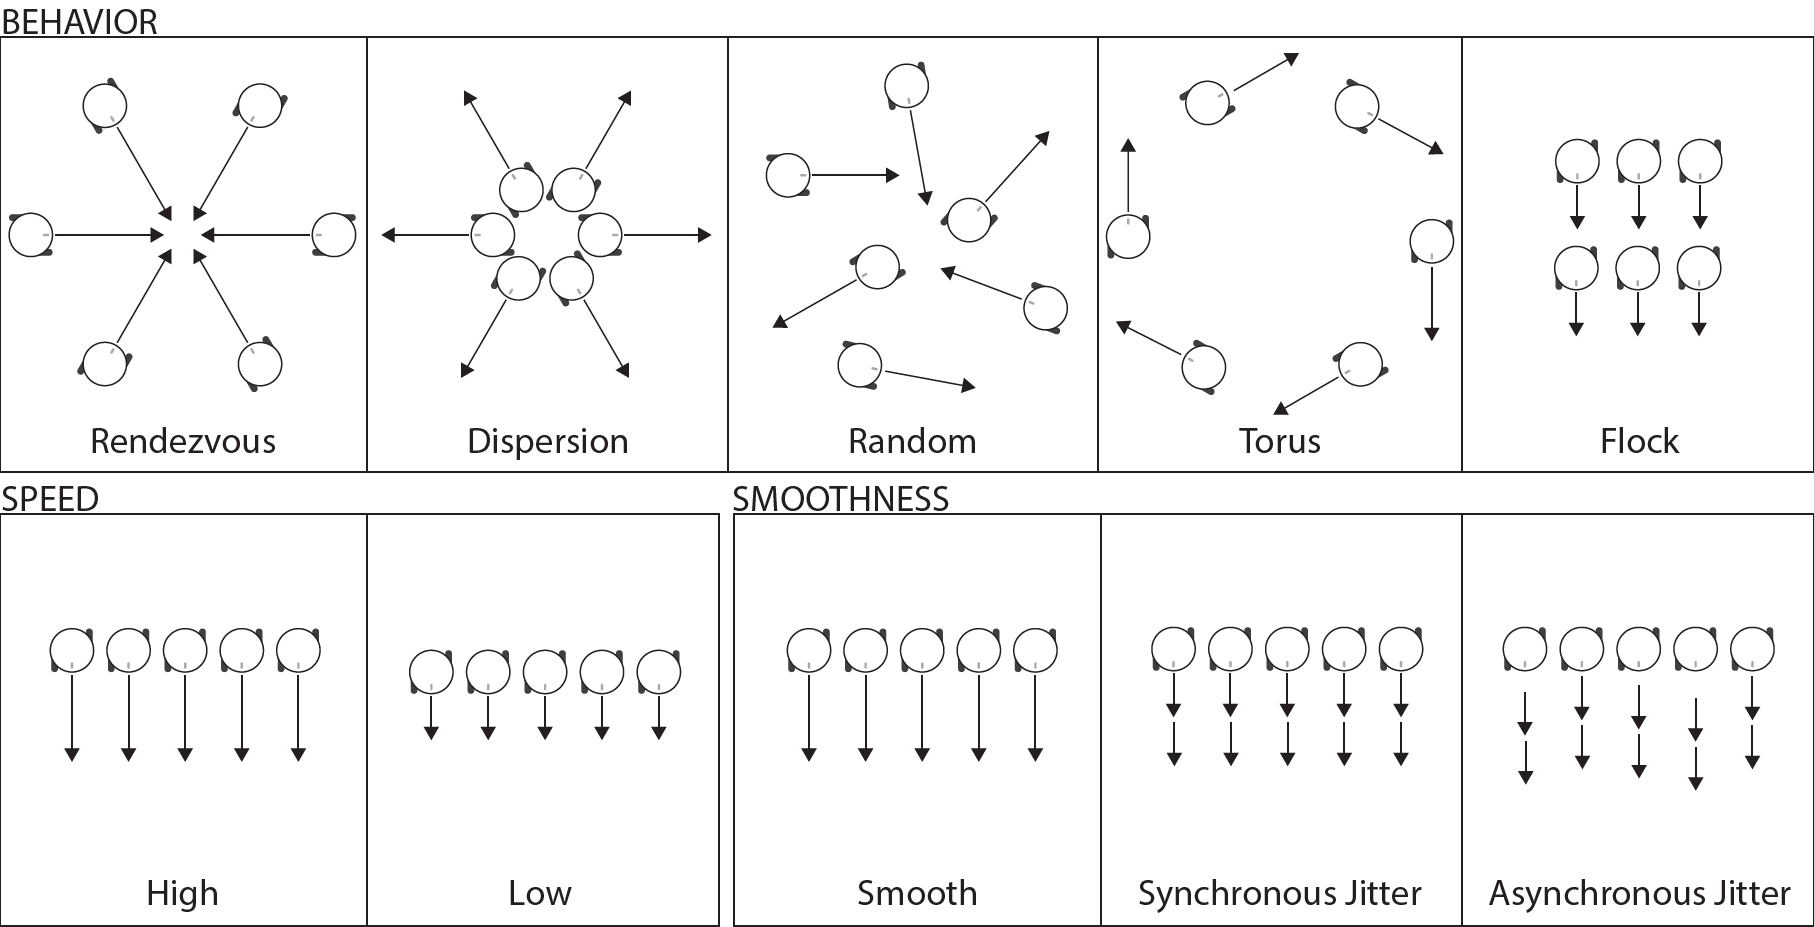 BEHAVIOR
Rendezvous
Dispersion
Random
Torus
Flock
SPEED
SMOOTHNESS
High
Low
Smooth
Synchronous Jitter
Asynchronous Jitter